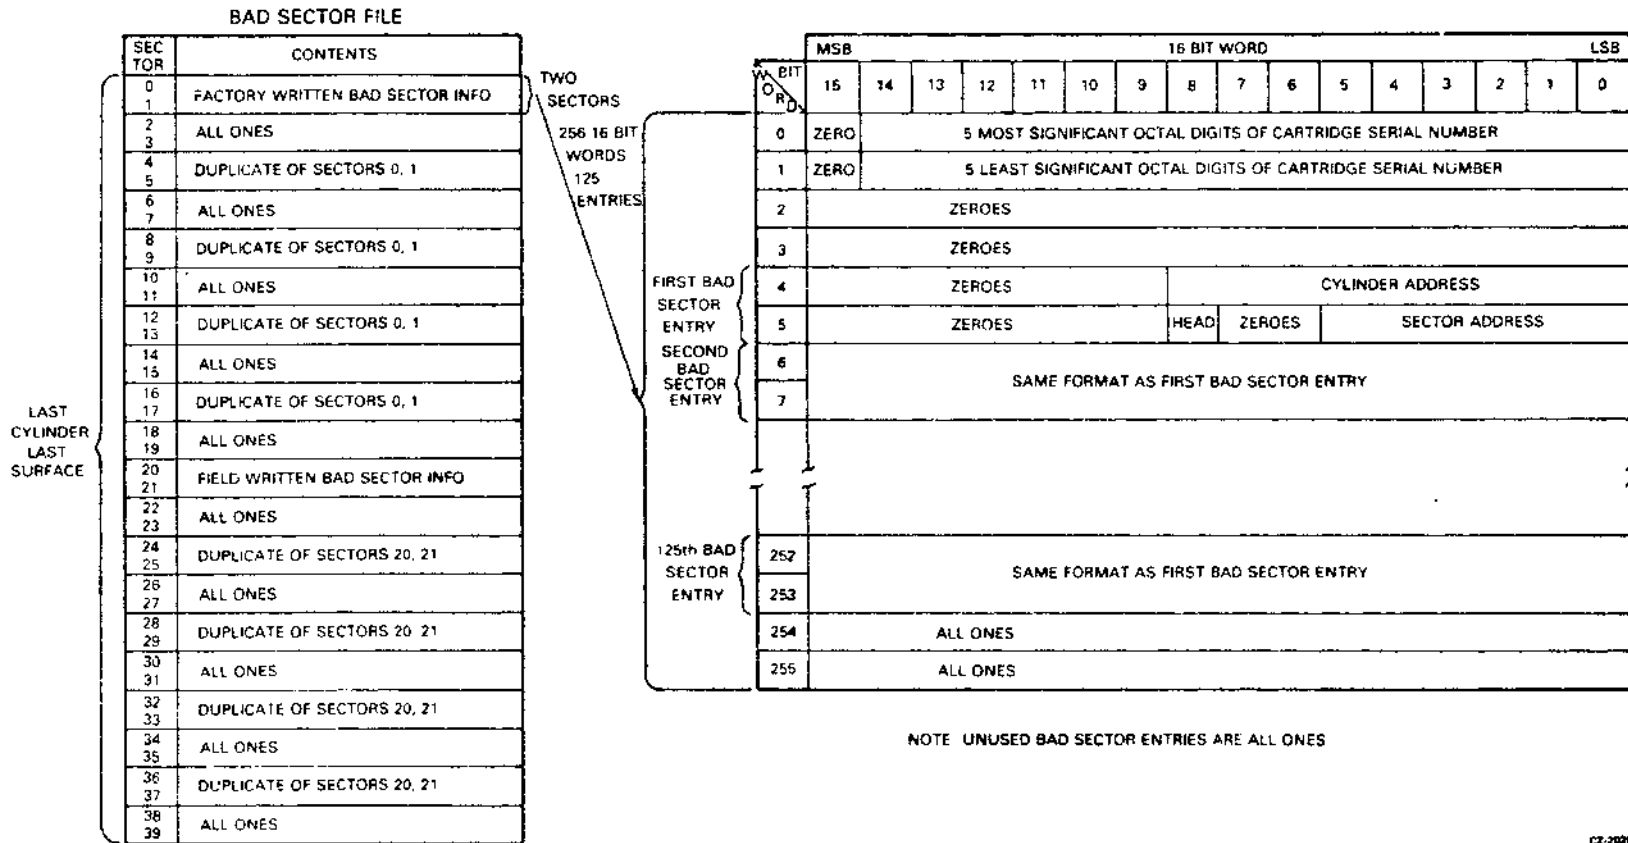 BAD SECTOR FILE
SEC
TOR
CONTENTS
0
1
FACTORY WRITTEN BAD SECTOR INFO
2
3
ALL ONES
4
5
DUPLICATE OF SECTORS 0, 1
6
7
ALL ONES
8
9
DUPLICATE OF SECTORS 0, 1
10
11
ALL ONES
12
13
DUPLICATE OF SECTORS 0, 1
14
15
ALL ONES
16
17
DUPLICATE OF SECTORS 0, 1
18
19
ALL ONES
20
21
FIELD WRITTEN BAD SECTOR INFO
22
23
ALL ONES
24
25
DUPLICATE OF SECTORS 20, 21
26
27
ALL ONES
28
29
DUPLICATE OF SECTORS 20 21
30
31
ALL ONES
32
33
DUPLICATE OF SECTORS 20, 21
34
35
ALL ONES
36
37
DUPLICATE OF SECTORS 20, 21
38
39
ALL ONES
LAST
CYLINDER
LAST
SURFACE
TWO
SECTORS
256 16 BIT
WORDS
125
ENTRIES
MSB 16 BIT WORD LSB
WORD BIT 15 14 13 12 11 10 9 8 7 6 5 4 3 2 1 0
0 ZERO 5 MOST SIGNIFICANT OCTAL DIGITS OF CARTRIDGE SERIAL NUMBER
1 ZERO 5 LEAST SIGNIFICANT OCTAL DIGITS OF CARTRIDGE SERIAL NUMBER
2 ZEROES
3 ZEROES
FIRST BAD
SECTOR
ENTRY
4 ZEROES CYLINDER ADDRESS
5 ZEROES HEAD ZEROES SECTOR ADDRESS
SECOND
BAD
SECTOR
ENTRY
6
7
SAME FORMAT AS FIRST BAD SECTOR ENTRY
125th BAD
SECTOR
ENTRY
252
253
SAME FORMAT AS FIRST BAD SECTOR ENTRY
254 ALL ONES
255 ALL ONES
NOTE UNUSED BAD SECTOR ENTRIES ARE ALL ONES